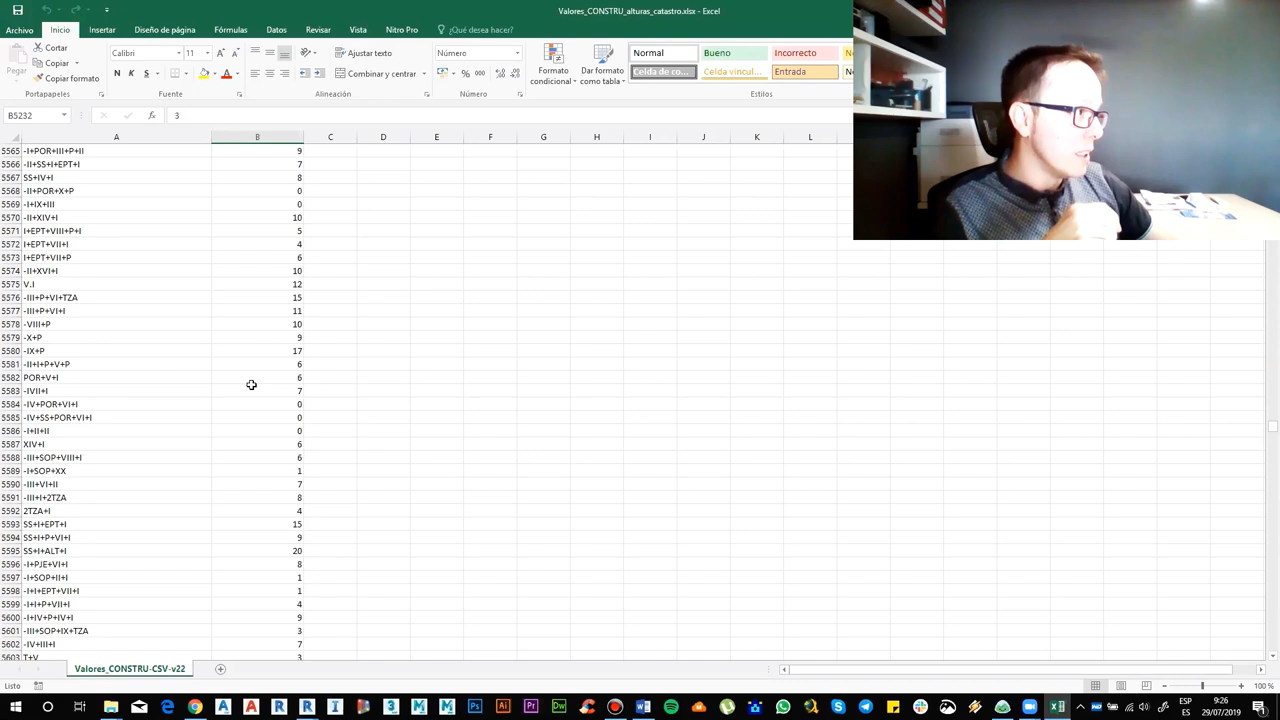 Valores_CONSTRU_alturas_catastro.xlsx - Excel
Archivo Inicio Insertar Diseño de página Fórmulas Datos Revisar Vista Nitro Pro ¿Qué desea hacer?
Pegar
Cortar
Copiar
Copiar formato
Calibri 11
N K S
Ajustar texto
Combinar y centrar
Número
% 000
Formato condicional
Dar formato como tabla
Normal Bueno Incorrecto
Celda de co... Celda vincul... Entrada
Portapapeles Fuente Alineación Número Estilos
B5232 fx 3
A B C D E F G H I J K L
5565 -I+POR+III+P+II 9
5566 -II+SS+I+EPT+I 7
5567 SS+IV+I 8
5568 -II+POR+X+P 0
5569 -I+IX+III 0
5570 -II+XIV+I 10
5571 I+EPT+VIII+P+I 5
5572 I+EPT+VII+I 4
5573 I+EPT+VII+P 6
5574 -II+XVI+I 10
5575 V.I 12
5576 -III+P+VI+TZA 15
5577 -III+P+VI+I 11
5578 -VIII+P 10
5579 -X+P 9
5580 -IX+P 17
5581 -II+I+P+V+P 6
5582 POR+V+I 6
5583 -IVII+I 7
5584 -IV+POR+VI+I 0
5585 -IV+SS+POR+VI+I 0
5586 -I+II+II 0
5587 XIV+I 6
5588 -III+SOP+VIII+I 6
5589 -I+SOP+XX 1
5590 -III+VI+II 7
5591 -III+I+2TZA 8
5592 2TZA+I 4
5593 SS+I+EPT+I 15
5594 SS+I+P+VI+I 9
5595 SS+I+ALT+I 20
5596 -I+PJE+VI+I 8
5597 -I+SOP+II+I 1
5598 -I+I+EPT+VII+I 1
5599 -I+I+P+VII+I 4
5600 -I+IV+P+IV+I 9
5601 -III+SOP+IX+TZA 3
5602 -IV+III+I 7
5603 T+V 3
Valores_CONSTRU-CSV-v22
Listo 100 %
ESP
ES
9:26
29/07/2019